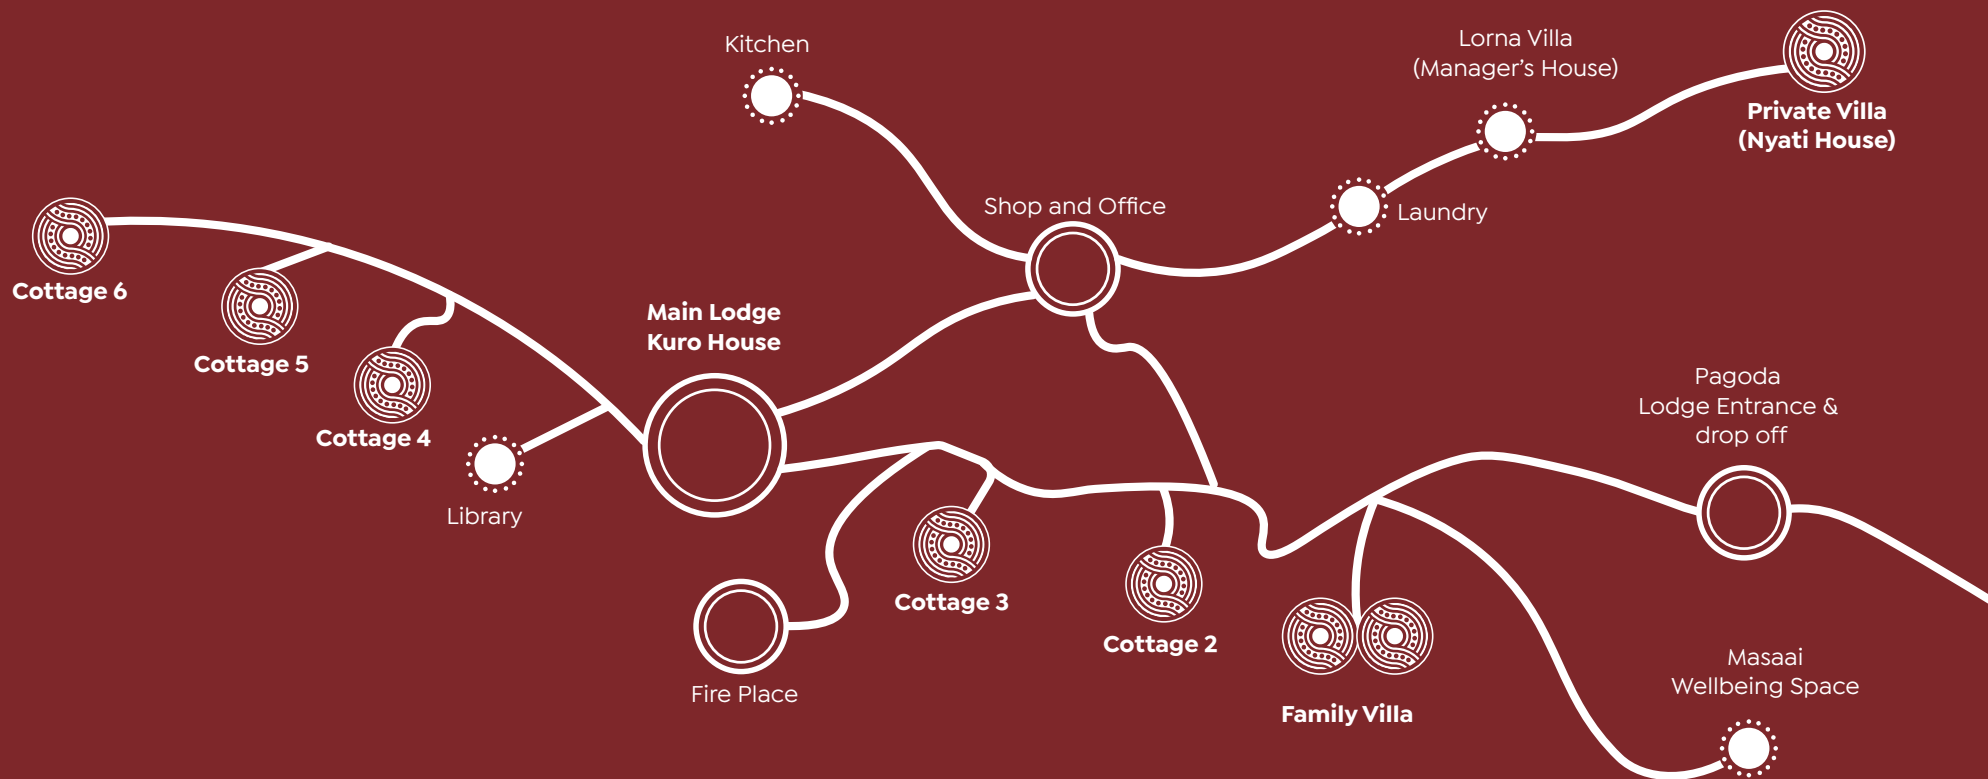 Kitchen
Lorna Villa
(Manager’s House)
Private Villa
(Nyati House)
Shop and Office
Laundry
Cottage 6
Cottage 5
Cottage 4
Main Lodge
Kuro House
Library
Pagoda
Lodge Entrance &
drop off
Cottage 3
Cottage 2
Fire Place
Family Villa
Masaai
Wellbeing Space